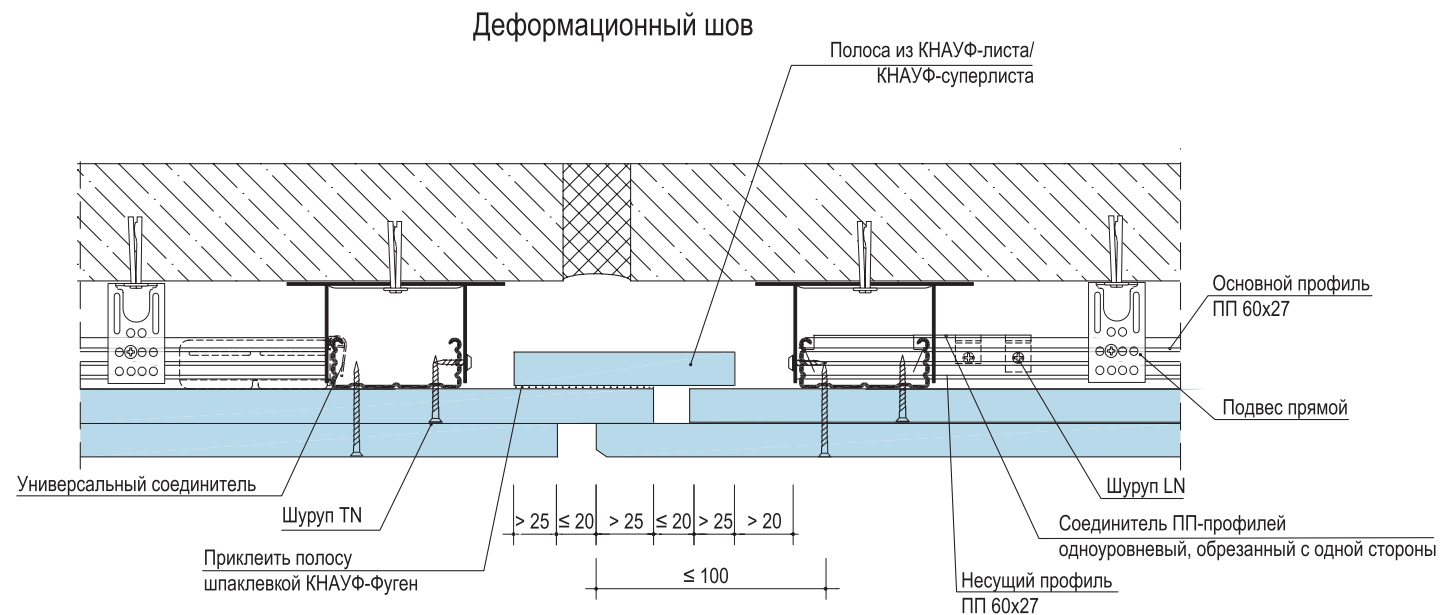 Деформационный шов
Полоса из КНАУФ-листа/
КНАУФ-суперлиста
Основной профиль
ПП 60х27
Подвес прямой
Универсальный соединитель
Шуруп LN
Шуруп TN
> 25
≤ 20
> 25
≤ 20
> 25
> 20
Соединитель ПП-профилей
одноуровневый, обрезанный с одной стороны
Приклеить полосу
шпаклевкой КНАУФ-Фуген
≤ 100
Несущий профиль
ПП 60х27